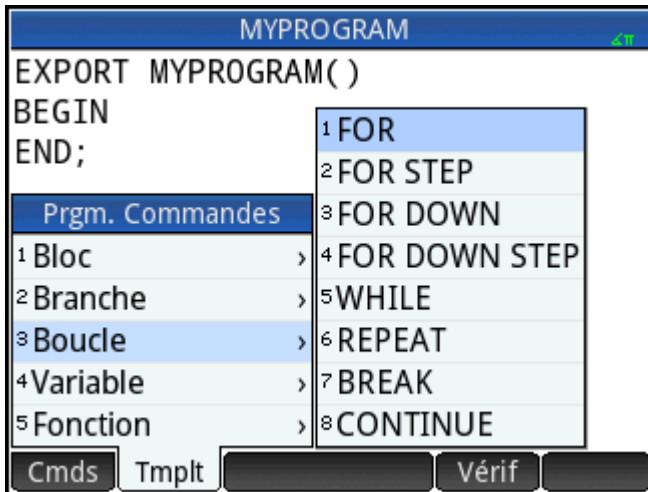 MYPROGRAM
∡π
EXPORT MYPROGRAM()
BEGIN
END;
Prgm. Commandes
1 Bloc ›
2 Branche ›
3 Boucle ›
4 Variable ›
5 Fonction ›
1 FOR
2 FOR STEP
3 FOR DOWN
4 FOR DOWN STEP
5 WHILE
6 REPEAT
7 BREAK
8 CONTINUE
Cmds Tmplt Vérif